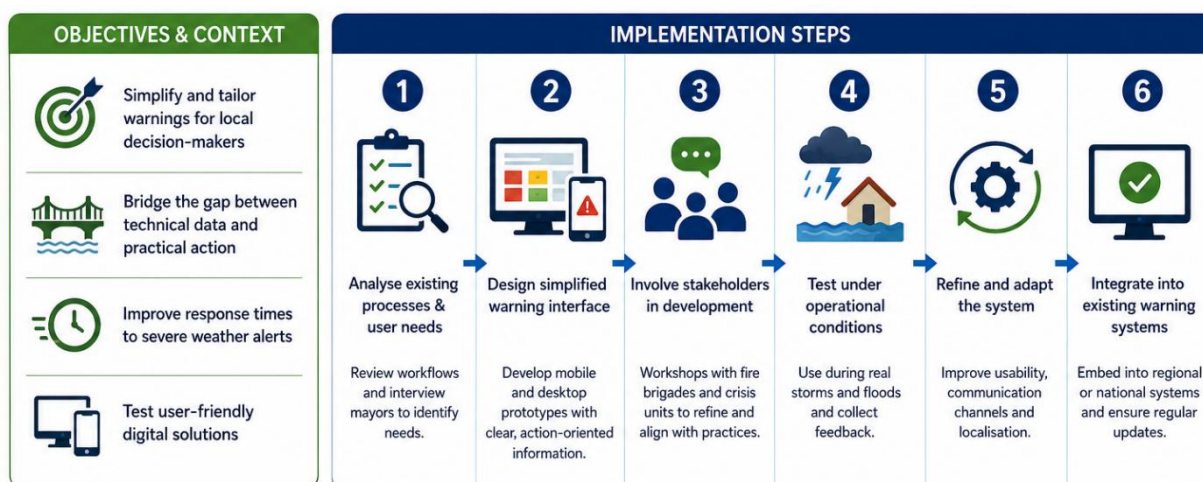 OBJECTIVES & CONTEXT
Simplify and tailor
warnings for local
decision-makers
Bridge the gap between
technical data and
practical action
Improve response times
to severe weather alerts
Test user-friendly
digital solutions
IMPLEMENTATION STEPS
1
Analyse existing
processes &
user needs
Review workflows
and interview
mayors to identify
needs.
2
Design simplified
warning interface
Develop mobile
and desktop
prototypes with
clear, action-oriented
information.
3
Involve stakeholders
in development
Workshops with fire
brigades and crisis
units to refine and
align with practices.
4
Test under
operational
conditions
Use during real
storms and floods
and collect
feedback.
5
Refine and adapt
the system
Improve usability,
communication
channels and
localisation.
6
Integrate into
existing warning
systems
Embed into regional
or national systems
and ensure regular
updates.